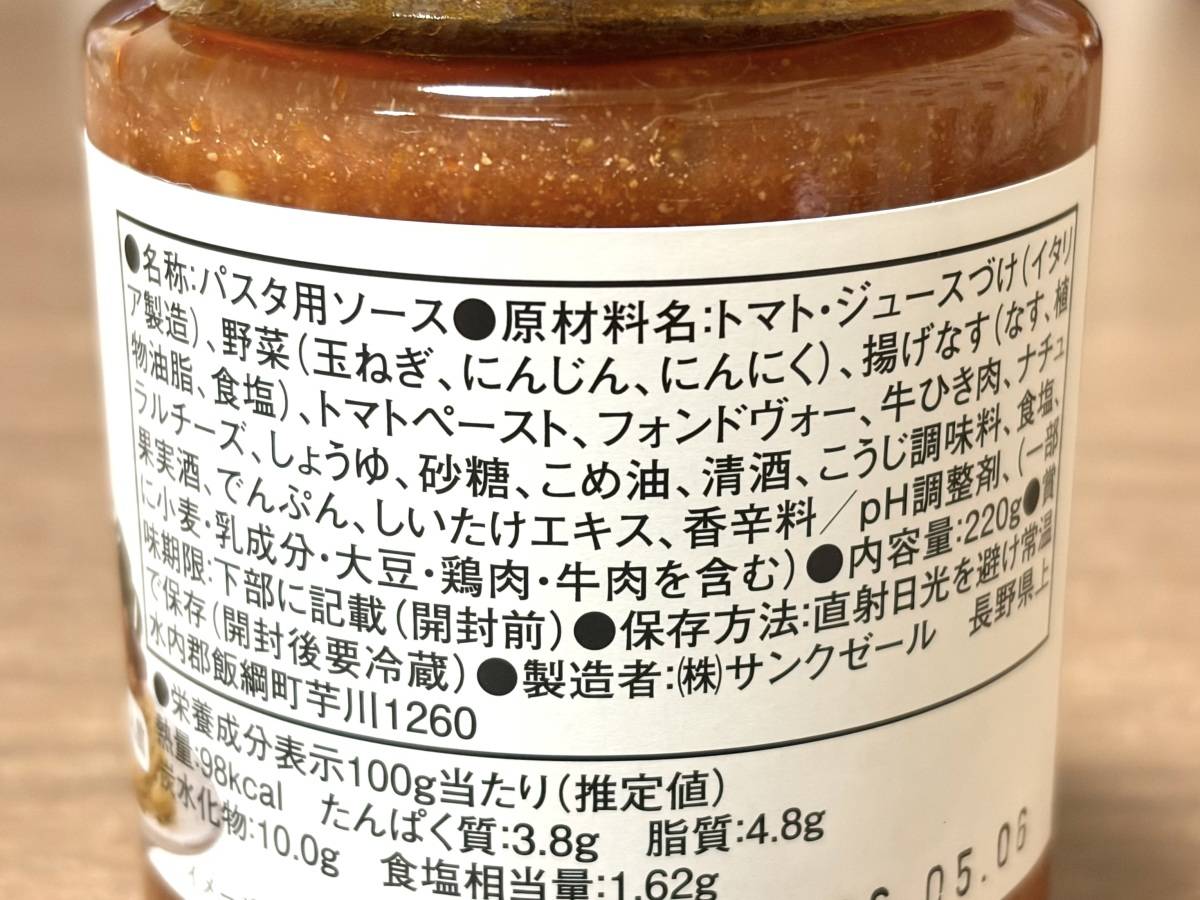 ●名称:パスタ用ソース●原材料名:トマト・ジュースづけ(イタリ
ア製造)、野菜(玉ねぎ、にんじん、にんにく)、揚げなす(なす、植
物油脂、食塩)、トマトペースト、フォンドヴォー、牛ひき肉、ナチュ
ラルチーズ、しょうゆ、砂糖、こめ油、清酒、こうじ調味料、食塩、
果実酒、でんぷん、しいたけエキス、香辛料/pH調整剤、(一部
に小麦・乳成分・大豆・鶏肉・牛肉を含む)●内容量:220g●賞
味期限:下部に記載(開封前)●保存方法:直射日光を避け常温
で保存(開封後要冷蔵)●製造者:㈱サンクゼール 長野県上
水内郡飯綱町芋川1260
●栄養成分表示100g当たり(推定値)
熱量:98kcal たんぱく質:3.8g 脂質:4.8g
炭水化物:10.0g 食塩相当量:1.62g
05.06